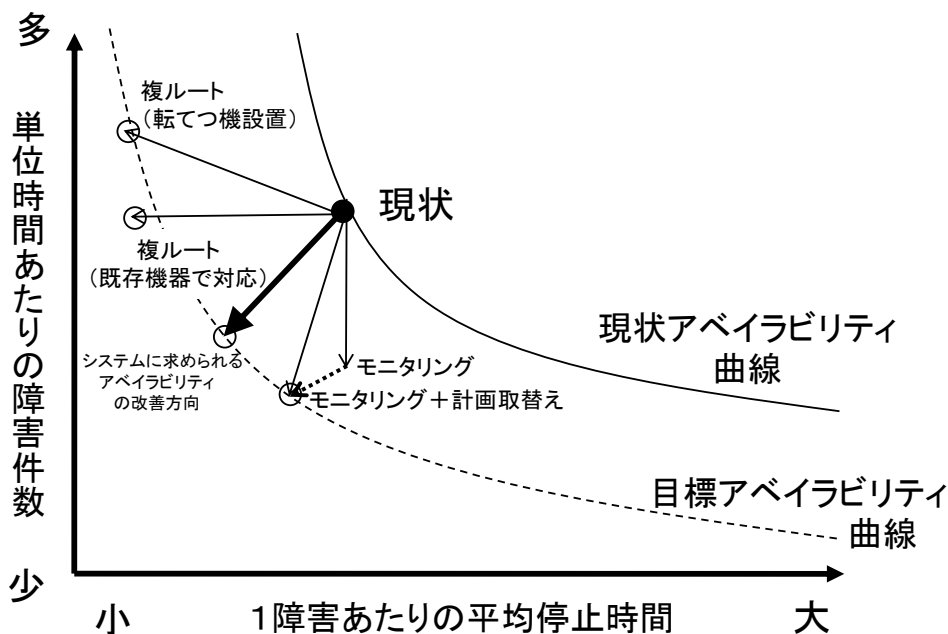 多
単位時間あたりの障害件数
少
複ルート
（転てつ機設置）
現状
複ルート
（既存機器で対応）
現状アベイラビリティ
曲線
システムに求められる
アベイラビリティ
の改善方向
モニタリング
モニタリング＋計画取替え
目標アベイラビリティ
曲線
小
1障害あたりの平均停止時間
大